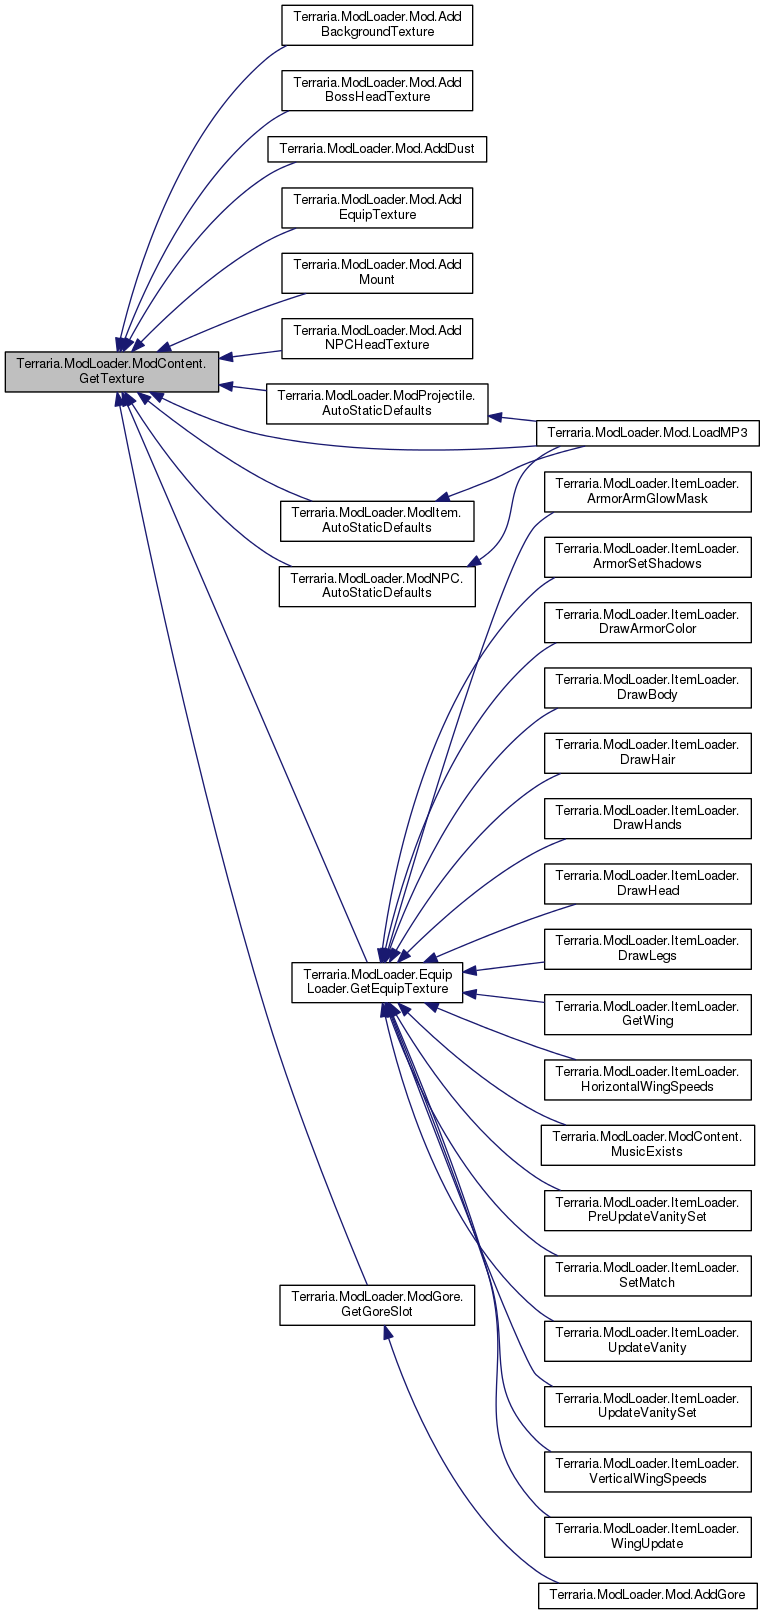 Terraria.ModLoader.Mod.Add
BackgroundTexture
Terraria.ModLoader.Mod.Add
BossHeadTexture
Terraria.ModLoader.Mod.AddDust
Terraria.ModLoader.Mod.Add
EquipTexture
Terraria.ModLoader.Mod.Add
Mount
Terraria.ModLoader.Mod.Add
NPCHeadTexture
Terraria.ModLoader.ModContent.
GetTexture
Terraria.ModLoader.ModProjectile.
AutoStaticDefaults
Terraria.ModLoader.Mod.LoadMP3
Terraria.ModLoader.ModItem.
AutoStaticDefaults
Terraria.ModLoader.ModNPC.
AutoStaticDefaults
Terraria.ModLoader.ItemLoader.
ArmorArmGlowMask
Terraria.ModLoader.ItemLoader.
ArmorSetShadows
Terraria.ModLoader.ItemLoader.
DrawArmorColor
Terraria.ModLoader.ItemLoader.
DrawBody
Terraria.ModLoader.ItemLoader.
DrawHair
Terraria.ModLoader.ItemLoader.
DrawHands
Terraria.ModLoader.ItemLoader.
DrawHead
Terraria.ModLoader.ItemLoader.
DrawLegs
Terraria.ModLoader.Equip
Loader.GetEquipTexture
Terraria.ModLoader.ItemLoader.
GetWing
Terraria.ModLoader.ItemLoader.
HorizontalWingSpeeds
Terraria.ModLoader.ModContent.
MusicExists
Terraria.ModLoader.ItemLoader.
PreUpdateVanitySet
Terraria.ModLoader.ItemLoader.
SetMatch
Terraria.ModLoader.ModGore.
GetGoreSlot
Terraria.ModLoader.ItemLoader.
UpdateVanity
Terraria.ModLoader.ItemLoader.
UpdateVanitySet
Terraria.ModLoader.ItemLoader.
VerticalWingSpeeds
Terraria.ModLoader.ItemLoader.
WingUpdate
Terraria.ModLoader.Mod.AddGore